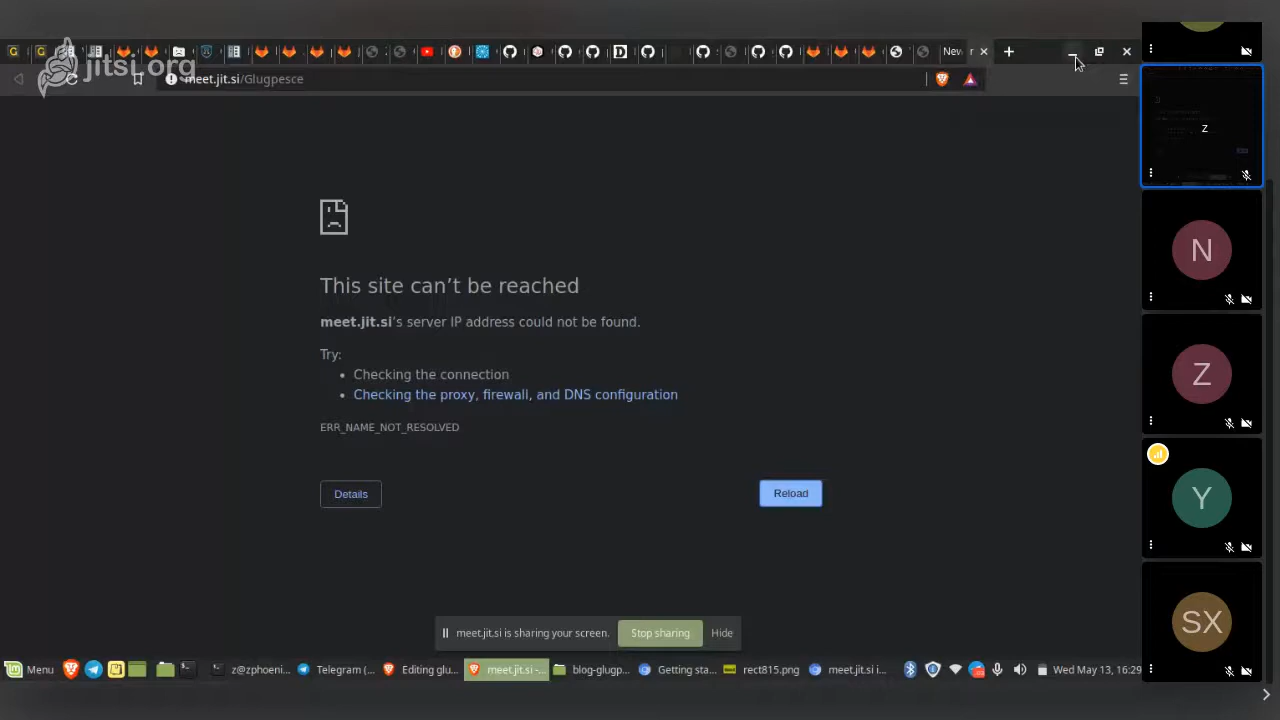 jitsi.org
New
r
meet.jit.si/Glugpesce
Z
This site can't be reached
meet.jit.si's server IP address could not be found.
Try:
• Checking the connection
• Checking the proxy, firewall, and DNS configuration
ERR_NAME_NOT_RESOLVED
Details
Reload
meet.jit.si is sharing your screen.
Stop sharing
Hide
N
Z
Y
SX
Menu
z@zphoeni...
Telegram (...
Editing glu...
meet.jit.si -...
blog-glugp...
Getting sta...
rect815.png
meet.jit.si i...
Wed May 13, 16:29